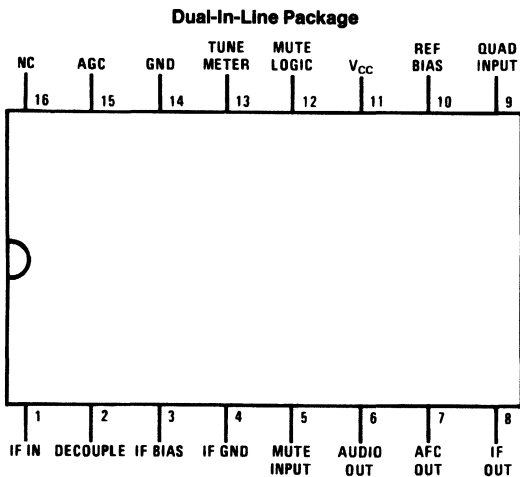 Dual-In-Line Package
NC AGC GND TUNE METER MUTE LOGIC VCC REF BIAS QUAD INPUT
16 15 14 13 12 11 10 9
1 2 3 4 5 6 7 8
IF IN DECOUPLE IF BIAS IF GND MUTE INPUT AUDIO OUT AFC OUT IF OUT